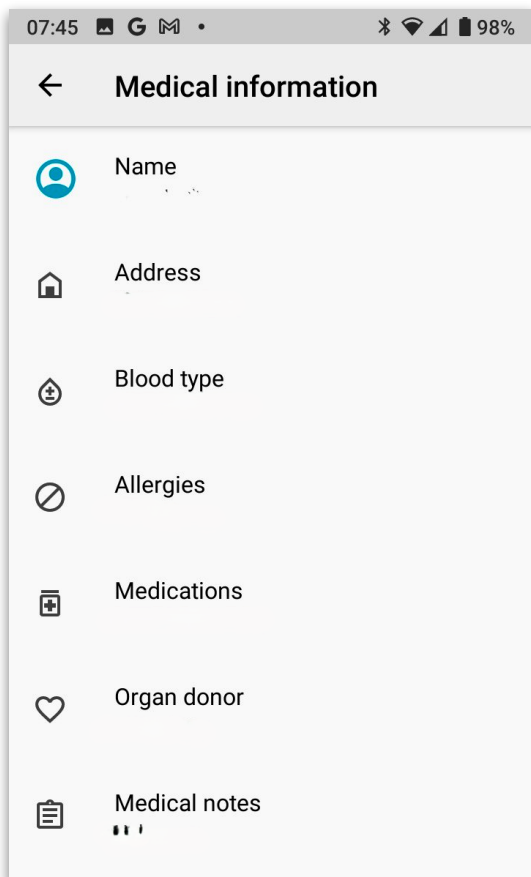 07:45 G M 98%
Medical information
Name
Address
Blood type
Allergies
Medications
Organ donor
Medical notes